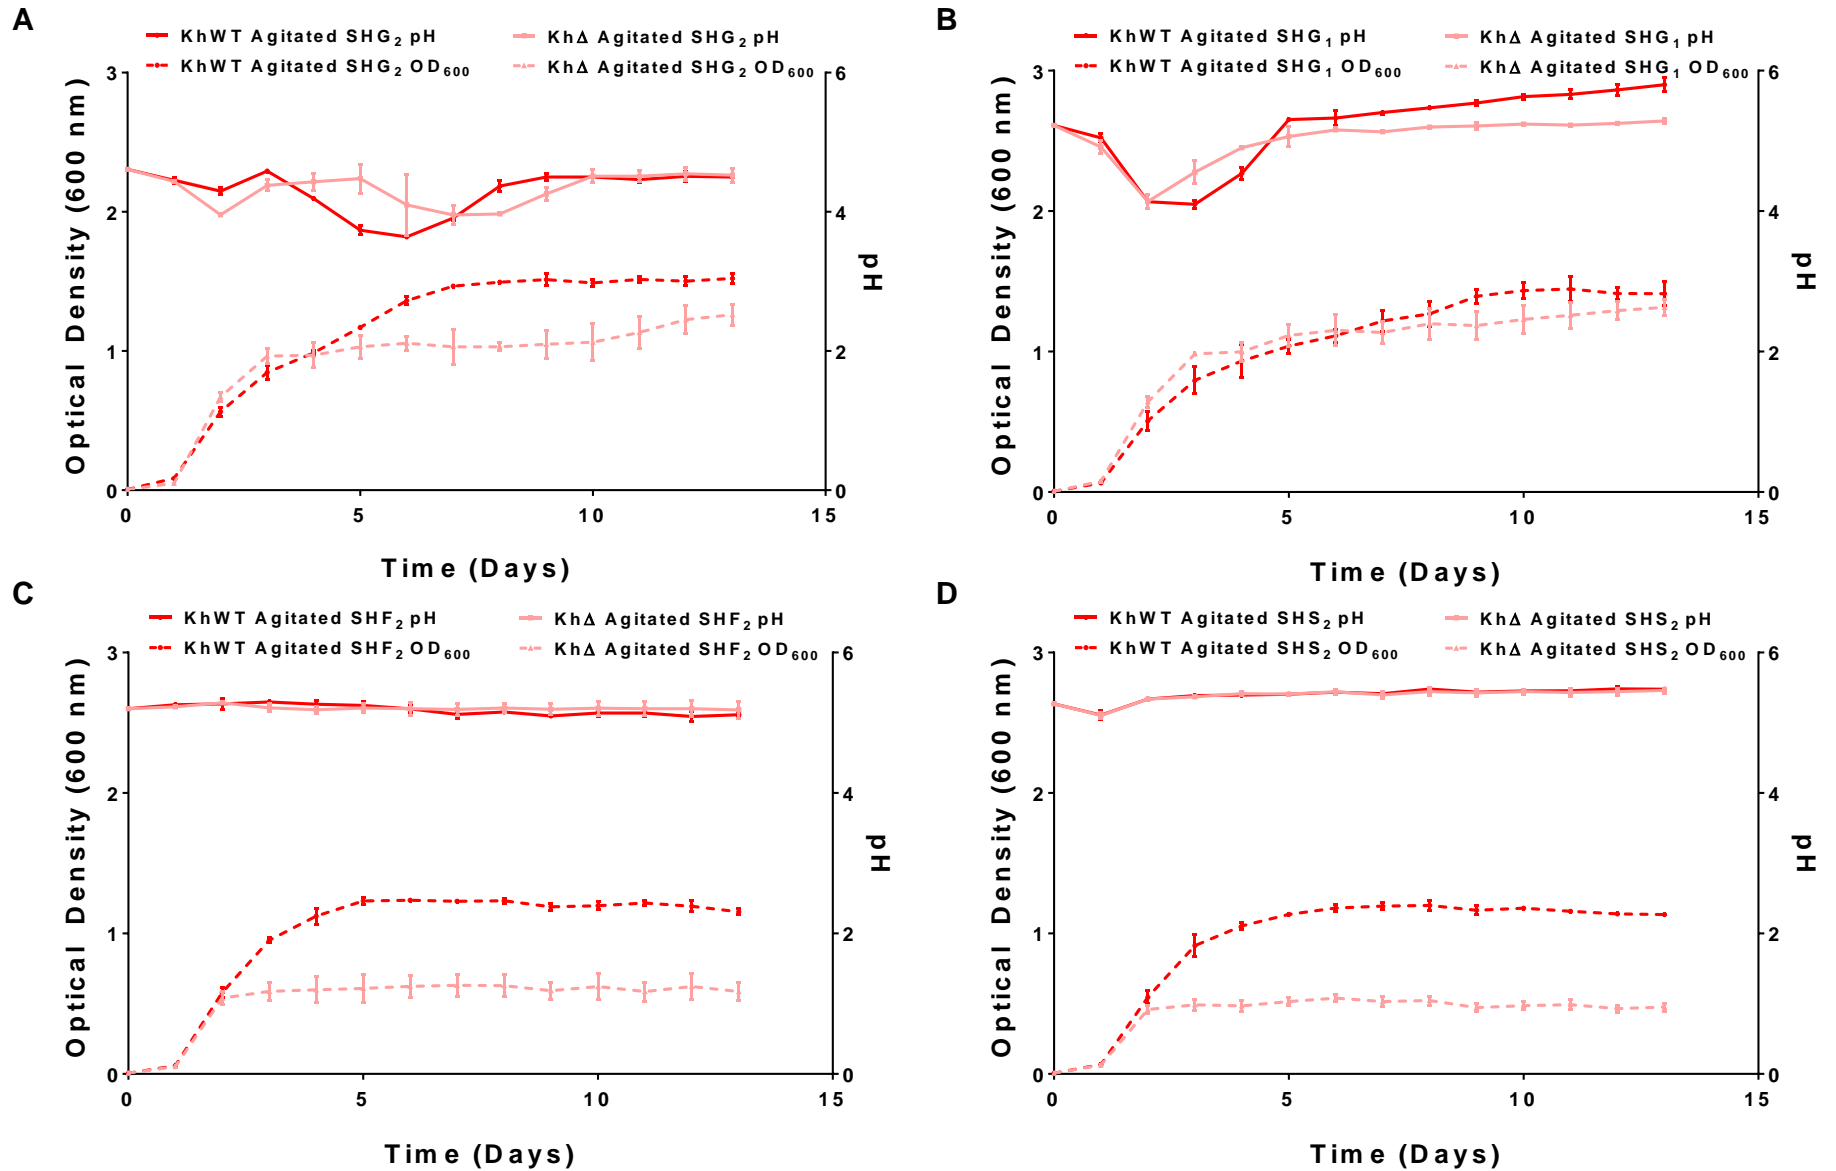 A
KhWT Agitated SHG2 pH
KhΔ Agitated SHG2 pH
KhWT Agitated SHG2 OD600
KhΔ Agitated SHG2 OD600
Optical Density (600 nm)
3
2
1
0
6
4
2
0
pH
0 5 10 15
Time (Days)
B
KhWT Agitated SHG1 pH
KhΔ Agitated SHG1 pH
KhWT Agitated SHG1 OD600
KhΔ Agitated SHG1 OD600
Optical Density (600 nm)
3
2
1
0
6
4
2
0
pH
0 5 10 15
Time (Days)
C
KhWT Agitated SHF2 pH
KhΔ Agitated SHF2 pH
KhWT Agitated SHF2 OD600
KhΔ Agitated SHF2 OD600
Optical Density (600 nm)
3
2
1
0
6
4
2
0
pH
0 5 10 15
Time (Days)
D
KhWT Agitated SHS2 pH
KhΔ Agitated SHS2 pH
KhWT Agitated SHS2 OD600
KhΔ Agitated SHS2 OD600
Optical Density (600 nm)
3
2
1
0
6
4
2
0
pH
0 5 10 15
Time (Days)